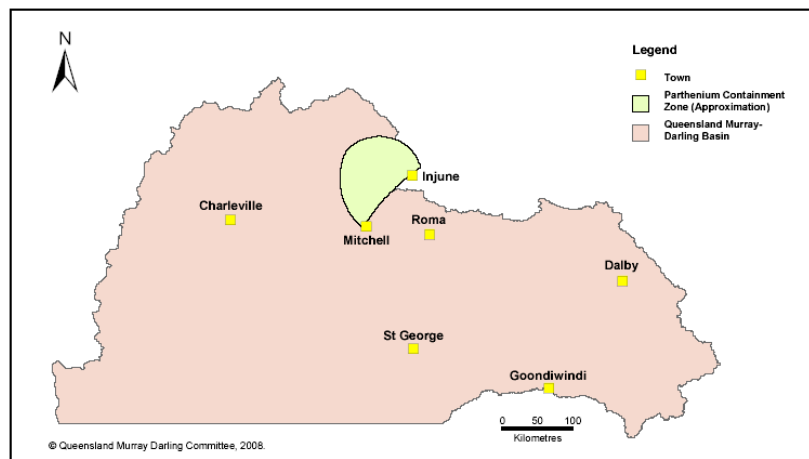 N
Legend
Town
Parthenium Containment
Zone (Approximation)
Queensland Murray-
Darling Basin
Injune
Charleville
Roma
Mitchell
Dalby
St George
Goondiwindi
0 50 100
Kilometres
© Queensland Murray Darling Committee, 2008.